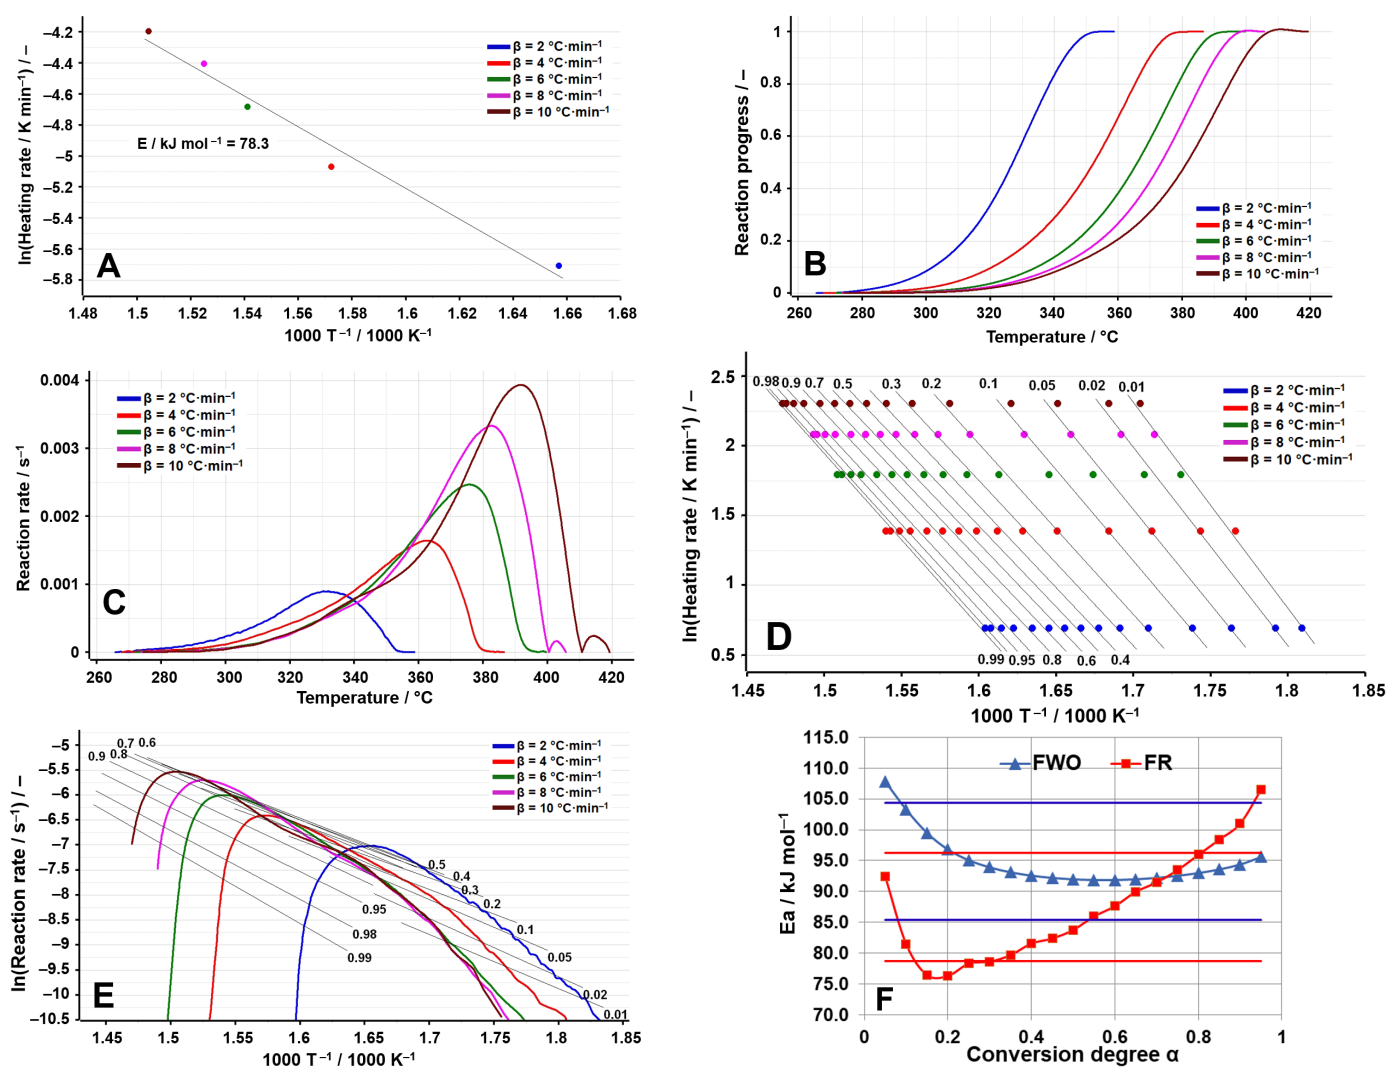 ln(Heating rate / K min⁻¹) / –
–4.2
–4.4
–4.6
–4.8
–5
–5.2
–5.4
–5.6
–5.8
β = 2 °C·min⁻¹
β = 4 °C·min⁻¹
β = 6 °C·min⁻¹
β = 8 °C·min⁻¹
β = 10 °C·min⁻¹
E / kJ mol⁻¹ = 78.3
A
1.48 1.5 1.52 1.54 1.56 1.58 1.6 1.62 1.64 1.66 1.68
1000 T⁻¹ / 1000 K⁻¹
Reaction progress / –
1
0.8
0.6
0.4
0.2
0
β = 2 °C·min⁻¹
β = 4 °C·min⁻¹
β = 6 °C·min⁻¹
β = 8 °C·min⁻¹
β = 10 °C·min⁻¹
B
260 280 300 320 340 360 380 400 420
Temperature / °C
Reaction rate / s⁻¹
0.004
0.003
0.002
0.001
0
β = 2 °C·min⁻¹
β = 4 °C·min⁻¹
β = 6 °C·min⁻¹
β = 8 °C·min⁻¹
β = 10 °C·min⁻¹
C
260 280 300 320 340 360 380 400 420
Temperature / °C
ln(Heating rate / K min⁻¹) / –
2.5
2
1.5
1
0.5
0.98 0.9 0.7 0.5 0.3 0.2 0.1 0.05 0.02 0.01
β = 2 °C·min⁻¹
β = 4 °C·min⁻¹
β = 6 °C·min⁻¹
β = 8 °C·min⁻¹
β = 10 °C·min⁻¹
D
0.99 0.95 0.8 0.6 0.4
1.45 1.5 1.55 1.6 1.65 1.7 1.75 1.8 1.85
1000 T⁻¹ / 1000 K⁻¹
ln(Reaction rate / s⁻¹) / –
–5
–5.5
–6
–6.5
–7
–7.5
–8
–8.5
–9
–9.5
–10
–10.5
0.7 0.6
0.9 0.8
β = 2 °C·min⁻¹
β = 4 °C·min⁻¹
β = 6 °C·min⁻¹
β = 8 °C·min⁻¹
β = 10 °C·min⁻¹
0.5
0.4
0.3
0.2
0.1
0.05
0.02
0.01
0.95
0.98
0.99
E
1.45 1.5 1.55 1.6 1.65 1.7 1.75 1.8 1.85
1000 T⁻¹ / 1000 K⁻¹
Ea / kJ mol⁻¹
115.0
110.0
105.0
100.0
95.0
90.0
85.0
80.0
75.0
70.0
FWO FR
F
0 0.2 0.4 0.6 0.8 1
Conversion degree α